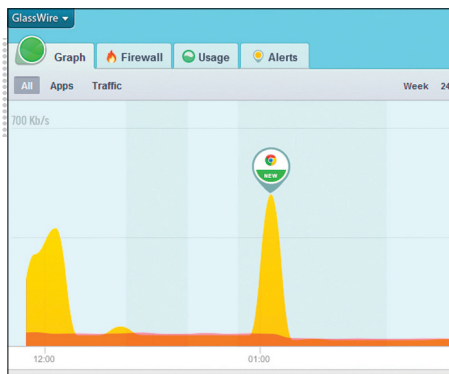 GlassWire
Graph Firewall Usage Alerts
All Apps Traffic Week 24
700 Kb/s
NEW
12:00 01:00